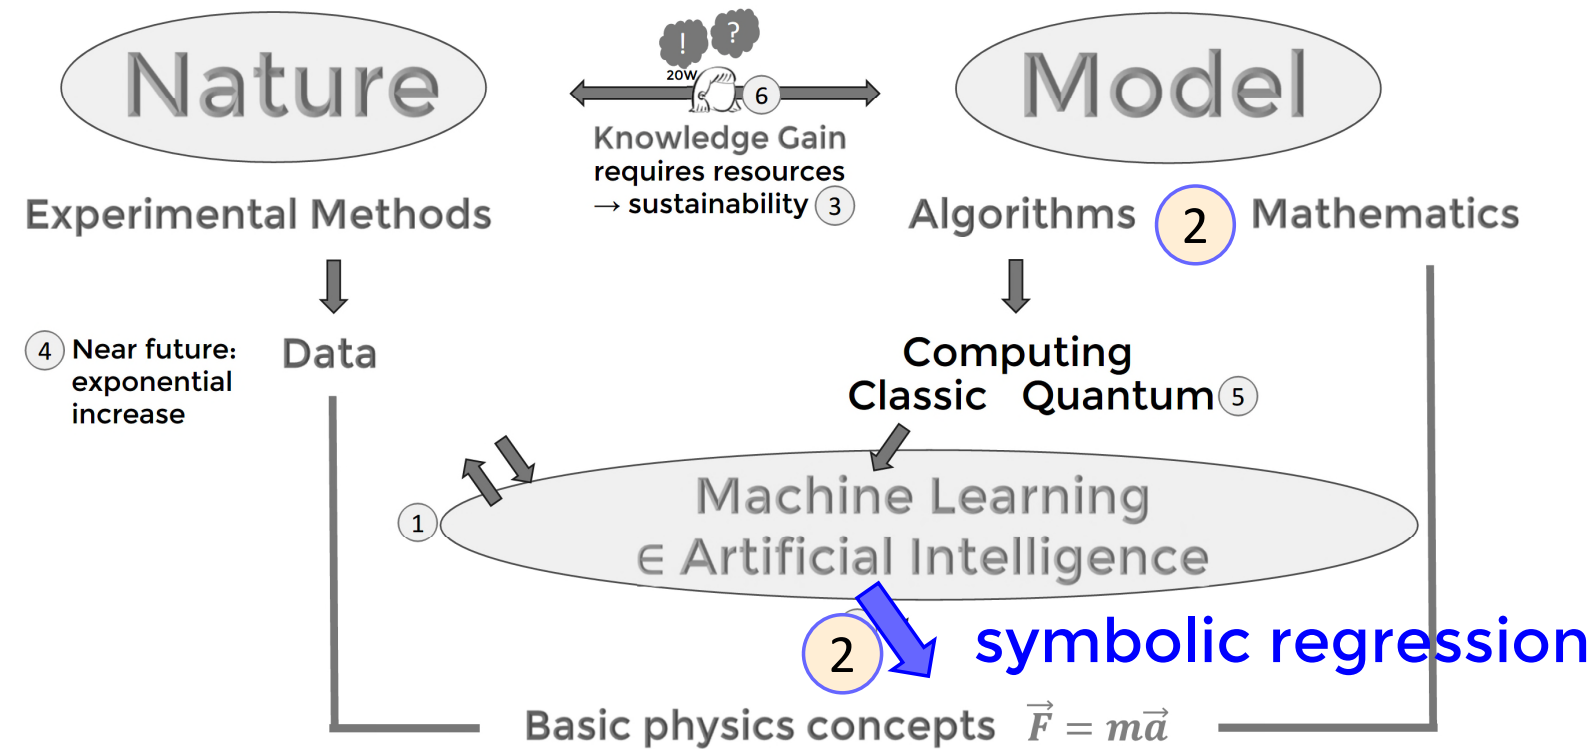 Nature
! ?
20W
6
Model
Knowledge Gain
requires resources
→ sustainability 3
Experimental Methods
Algorithms 2 Mathematics
4 Near future:
exponential
increase
Data
Computing
Classic Quantum 5
1
Machine Learning
∈ Artificial Intelligence
2
symbolic regression
Basic physics concepts F⃗ = ma⃗